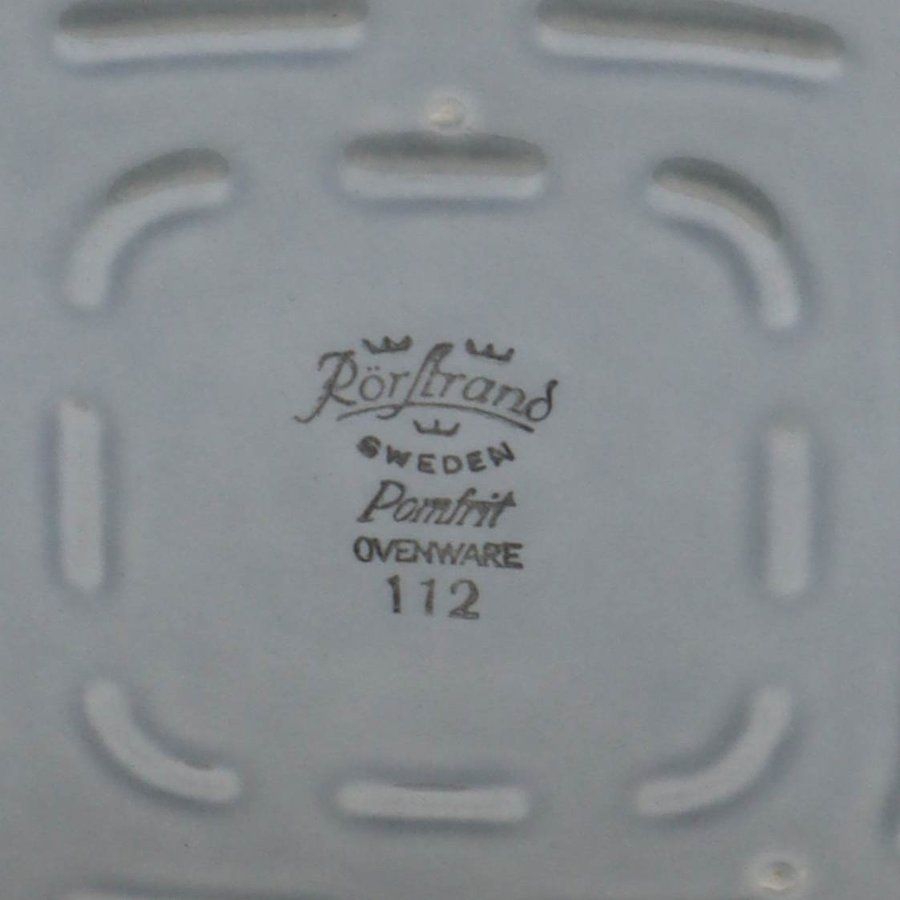 Rörstrand
SWEDEN
Pomfrit
OVENWARE
112